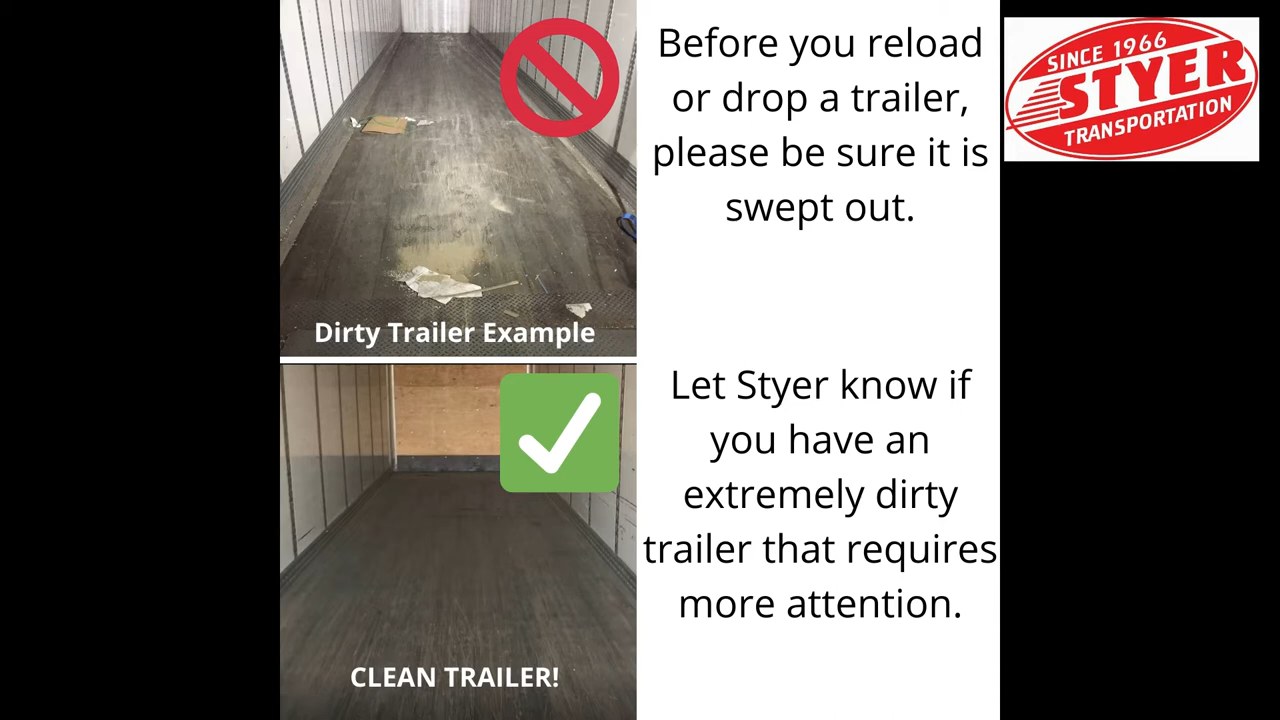 Before you reload
or drop a trailer,
please be sure it is
swept out.
SINCE 1966
STYER
TRANSPORTATION
Dirty Trailer Example
Let Styer know if
you have an
extremely dirty
trailer that requires
more attention.
CLEAN TRAILER!